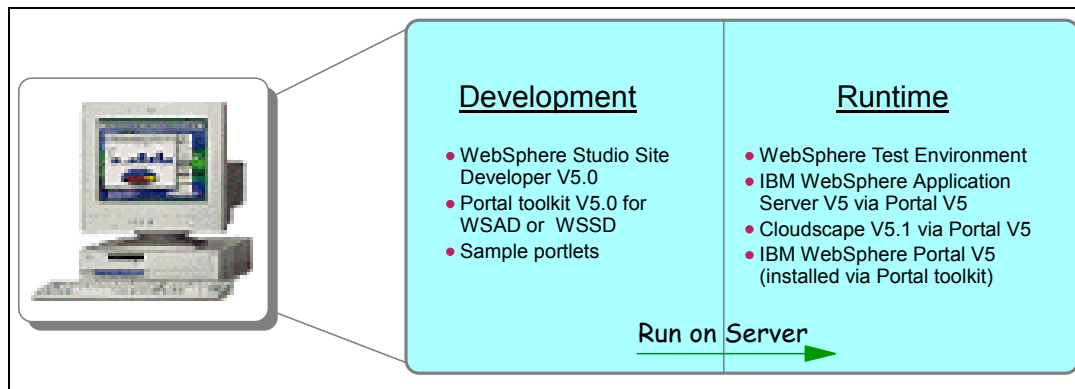 Development
• WebSphere Studio Site
Developer V5.0
• Portal toolkit V5.0 for
WSAD or WSSD
• Sample portlets
Runtime
• WebSphere Test Environment
• IBM WebSphere Application
Server V5 via Portal V5
• Cloudscape V5.1 via Portal V5
• IBM WebSphere Portal V5
(installed via Portal toolkit)
Run on Server